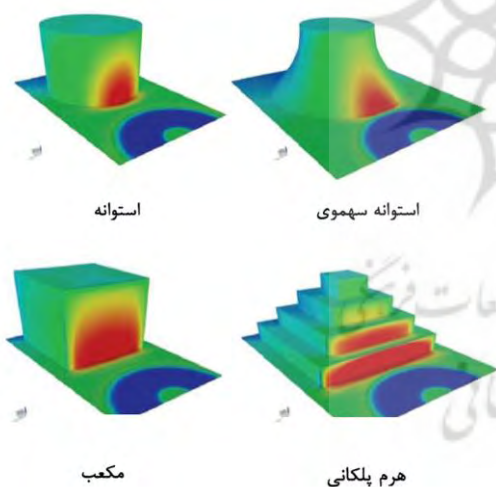 استوانه سهموی
استوانه
هرم پلکانی
مکعب